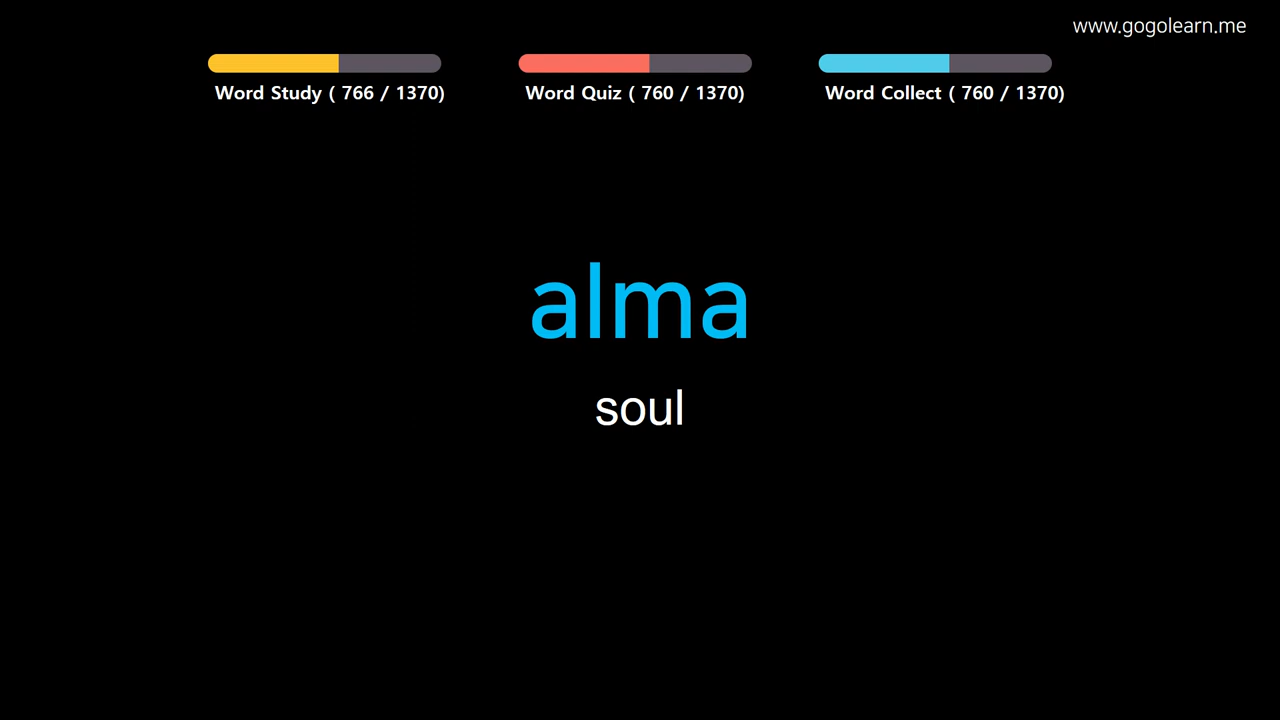 www.gogolearn.me
Word Study ( 766 / 1370)
Word Quiz ( 760 / 1370)
Word Collect ( 760 / 1370)
alma
soul